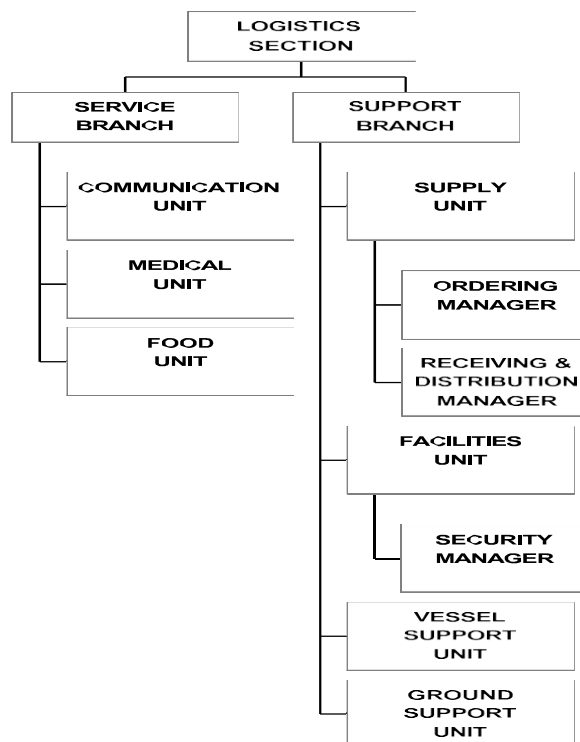 LOGISTICS
SECTION
SERVICE
BRANCH
SUPPORT
BRANCH
COMMUNICATION
UNIT
MEDICAL
UNIT
FOOD
UNIT
SUPPLY
UNIT
ORDERING
MANAGER
RECEIVING &
DISTRIBUTION
MANAGER
FACILITIES
UNIT
SECURITY
MANAGER
VESSEL
SUPPORT
UNIT
GROUND
SUPPORT
UNIT